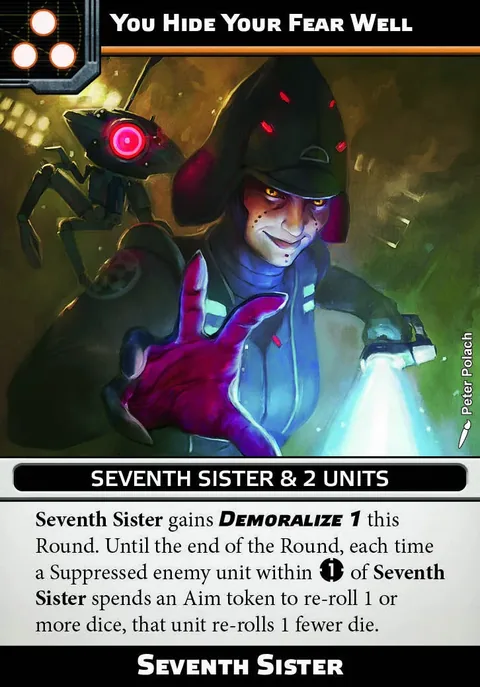 You Hide Your Fear Well
Peter Polach
SEVENTH SISTER & 2 UNITS
Seventh Sister gains Demoralize 1 this
Round. Until the end of the Round, each time
a Suppressed enemy unit within 1 of Seventh
Sister spends an Aim token to re-roll 1 or
more dice, that unit re-rolls 1 fewer die.
Seventh Sister